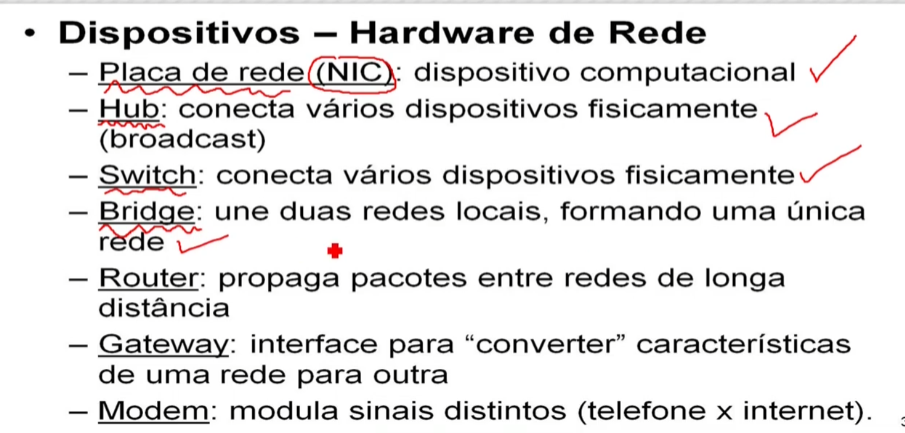 • Dispositivos – Hardware de Rede
– Placa de rede (NIC): dispositivo computacional
– Hub: conecta vários dispositivos fisicamente
(broadcast)
– Switch: conecta vários dispositivos fisicamente
– Bridge: une duas redes locais, formando uma única
rede
– Router: propaga pacotes entre redes de longa
distância
– Gateway: interface para “converter” características
de uma rede para outra
– Modem: modula sinais distintos (telefone x internet).